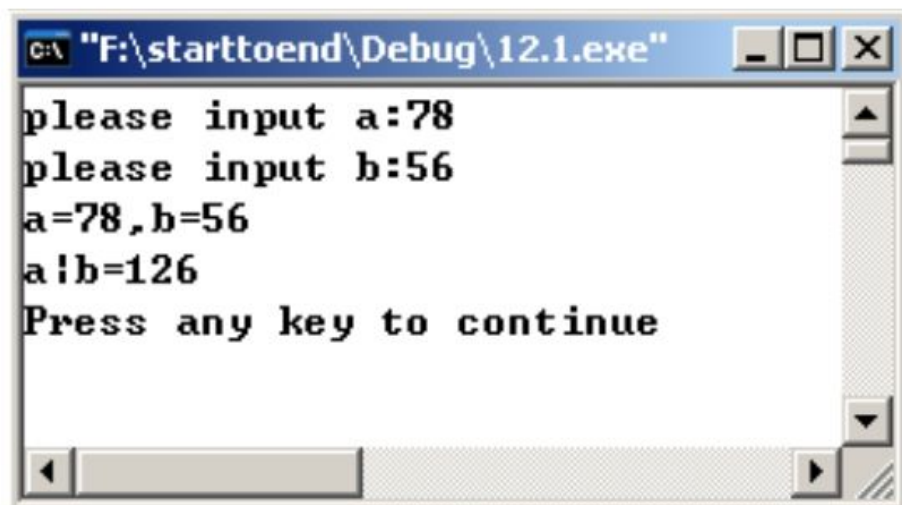 "F:\starttoend\Debug\12.1.exe"
please input a:78
please input b:56
a=78,b=56
a|b=126
Press any key to continue